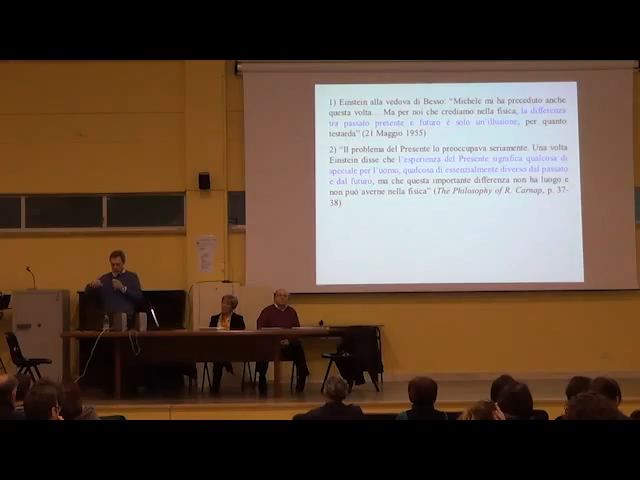 1) Einstein alla vedova di Besso: “Michele mi ha preceduto anche
questa volta... Ma per noi che crediamo nella fisica, la differenza
tra passato presente e futuro è solo un'illusione, per quanto
testarda” (21 Maggio 1955)
2) “Il problema del Presente lo preoccupava seriamente. Una volta
Einstein disse che l'esperienza del Presente significa qualcosa di
speciale per l'uomo, qualcosa di essenzialmente diverso dal passato
e dal futuro, ma che questa importante differenza non ha luogo e
non può averne nella fisica” (The Philosophy of R. Carnap, p. 37-
38)